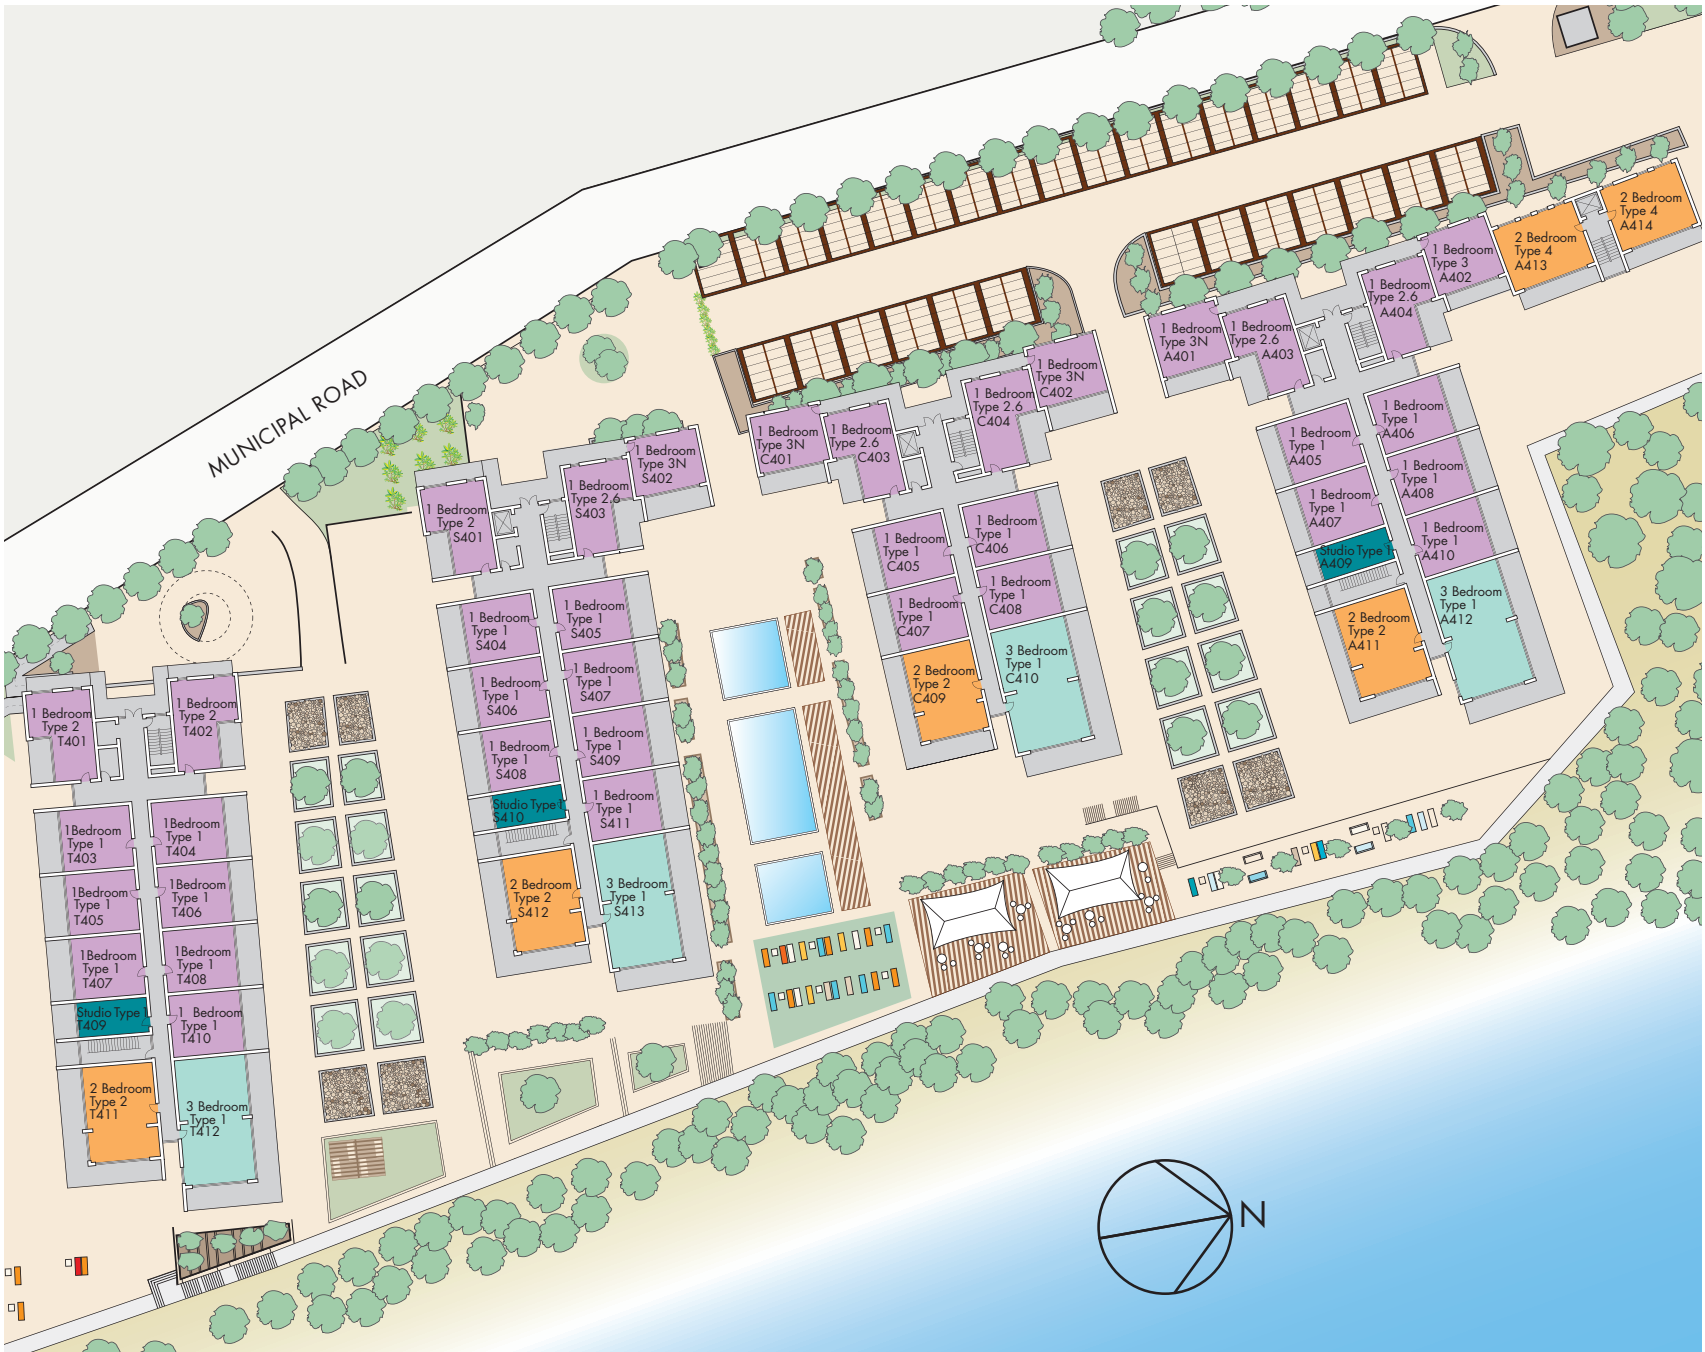 MUNICIPAL ROAD
1 Bedroom
Type 2
T401
1 Bedroom
Type 2
T402
1Bedroom
Type 1
T403
1Bedroom
Type 1
T404
1Bedroom
Type 1
T405
1Bedroom
Type 1
T406
1Bedroom
Type 1
T407
1Bedroom
Type 1
T408
Studio Type 1
T409
1 Bedroom
Type 1
T410
2 Bedroom
Type 2
T411
3 Bedroom
Type 1
T412
1 Bedroom
Type 2
S401
1 Bedroom
Type 3N
S402
1 Bedroom
Type 2.6
S403
1 Bedroom
Type 1
S404
1 Bedroom
Type 1
S405
1 Bedroom
Type 1
S406
1 Bedroom
Type 1
S407
1 Bedroom
Type 1
S408
1 Bedroom
Type 1
S409
Studio Type 1
S410
1 Bedroom
Type 1
S411
2 Bedroom
Type 2
S412
3 Bedroom
Type 1
S413
1 Bedroom
Type 3N
C401
1 Bedroom
Type 3N
C402
1 Bedroom
Type 2.6
C403
1 Bedroom
Type 2.6
C404
1 Bedroom
Type 1
C405
1 Bedroom
Type 1
C406
1 Bedroom
Type 1
C407
1 Bedroom
Type 1
C408
2 Bedroom
Type 2
C409
3 Bedroom
Type 1
C410
1 Bedroom
Type 3N
A401
1 Bedroom
Type 3
A402
1 Bedroom
Type 2.6
A403
1 Bedroom
Type 2.6
A404
1 Bedroom
Type 1
A405
1 Bedroom
Type 1
A406
1 Bedroom
Type 1
A407
1 Bedroom
Type 1
A408
Studio Type 1
A409
1 Bedroom
Type 1
A410
2 Bedroom
Type 2
A411
3 Bedroom
Type 1
A412
2 Bedroom
Type 4
A413
2 Bedroom
Type 4
A414
N